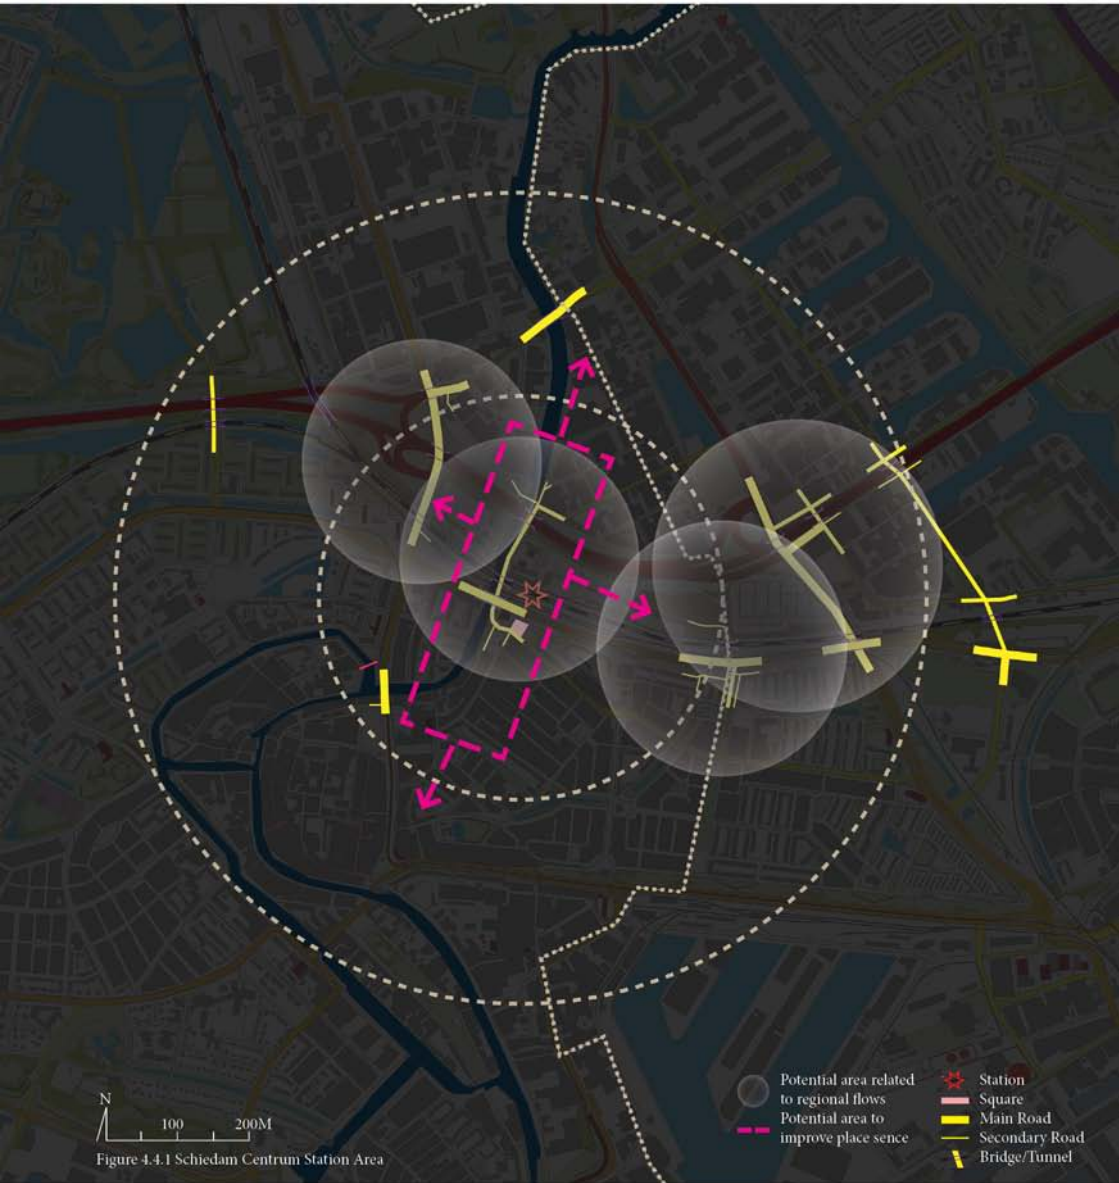 N
100 200M
Figure 4.4.1 Schiedam Centrum Station Area
Potential area related
to regional flows
Potential area to
improve place sence
Station
Square
Main Road
Secondary Road
Bridge/Tunnel